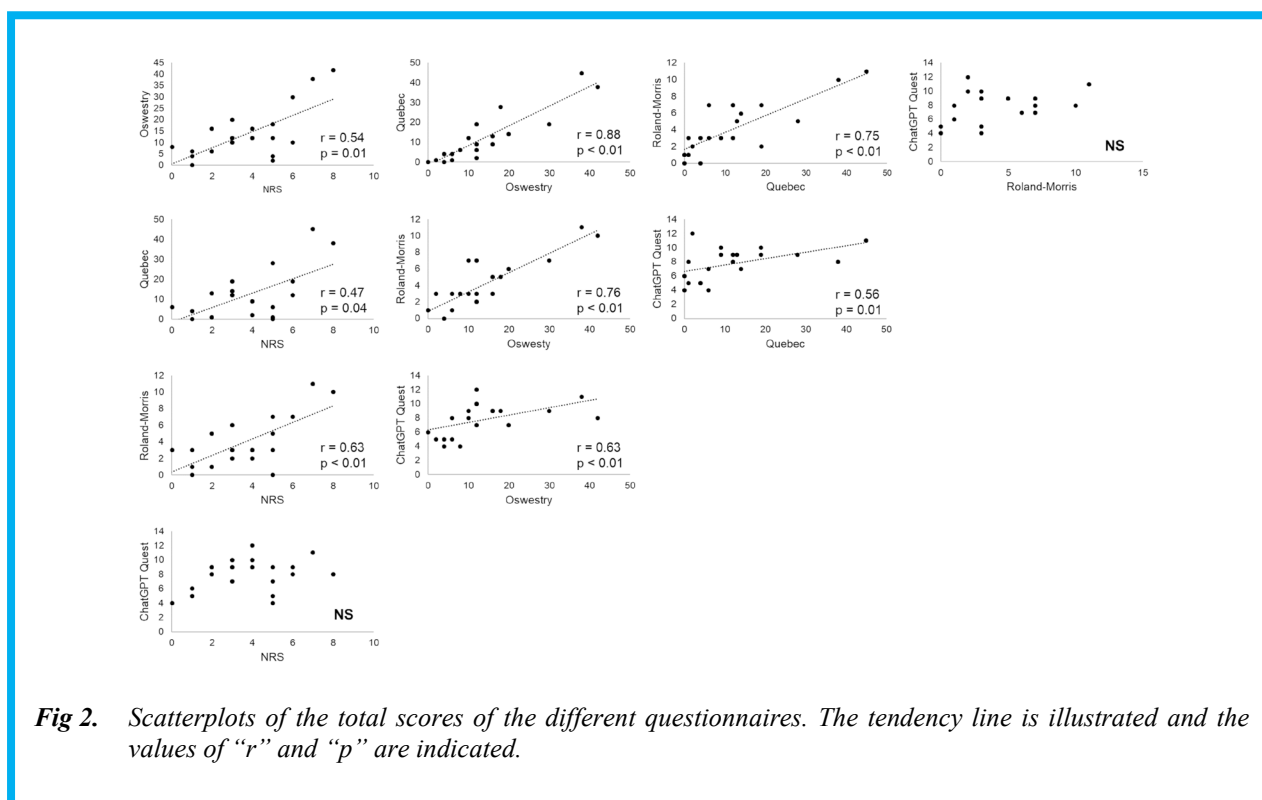 45
40
35
30
25
20
15
10
5
0
Oswestry
r = 0.54
p = 0.01
0 2 4 6 8 10
NRS
50
40
30
20
10
0
Quebec
r = 0.88
p < 0.01
0 10 20 30 40 50
Oswestry
12
10
8
6
4
2
0
Roland-Morris
r = 0.75
p < 0.01
0 10 20 30 40 50
Quebec
14
12
10
8
6
4
2
0
ChatGPT Quest
NS
0 5 10 15
Roland-Morris
50
40
30
20
10
0
Quebec
r = 0.47
p = 0.04
0 2 4 6 8 10
NRS
12
10
8
6
4
2
0
Roland-Morris
r = 0.76
p < 0.01
0 10 20 30 40 50
Oswesty
14
12
10
8
6
4
2
0
ChatGPT Quest
r = 0.56
p = 0.01
0 10 20 30 40 50
Quebec
12
10
8
6
4
2
0
Roland-Morris
r = 0.63
p < 0.01
0 2 4 6 8 10
NRS
14
12
10
8
6
4
2
0
ChatGPT Quest
r = 0.63
p < 0.01
0 10 20 30 40 50
Oswestry
14
12
10
8
6
4
2
0
ChatGPT Quest
NS
0 2 4 6 8 10
NRS
Fig 2. Scatterplots of the total scores of the different questionnaires. The tendency line is illustrated and the
values of “r” and “p” are indicated.